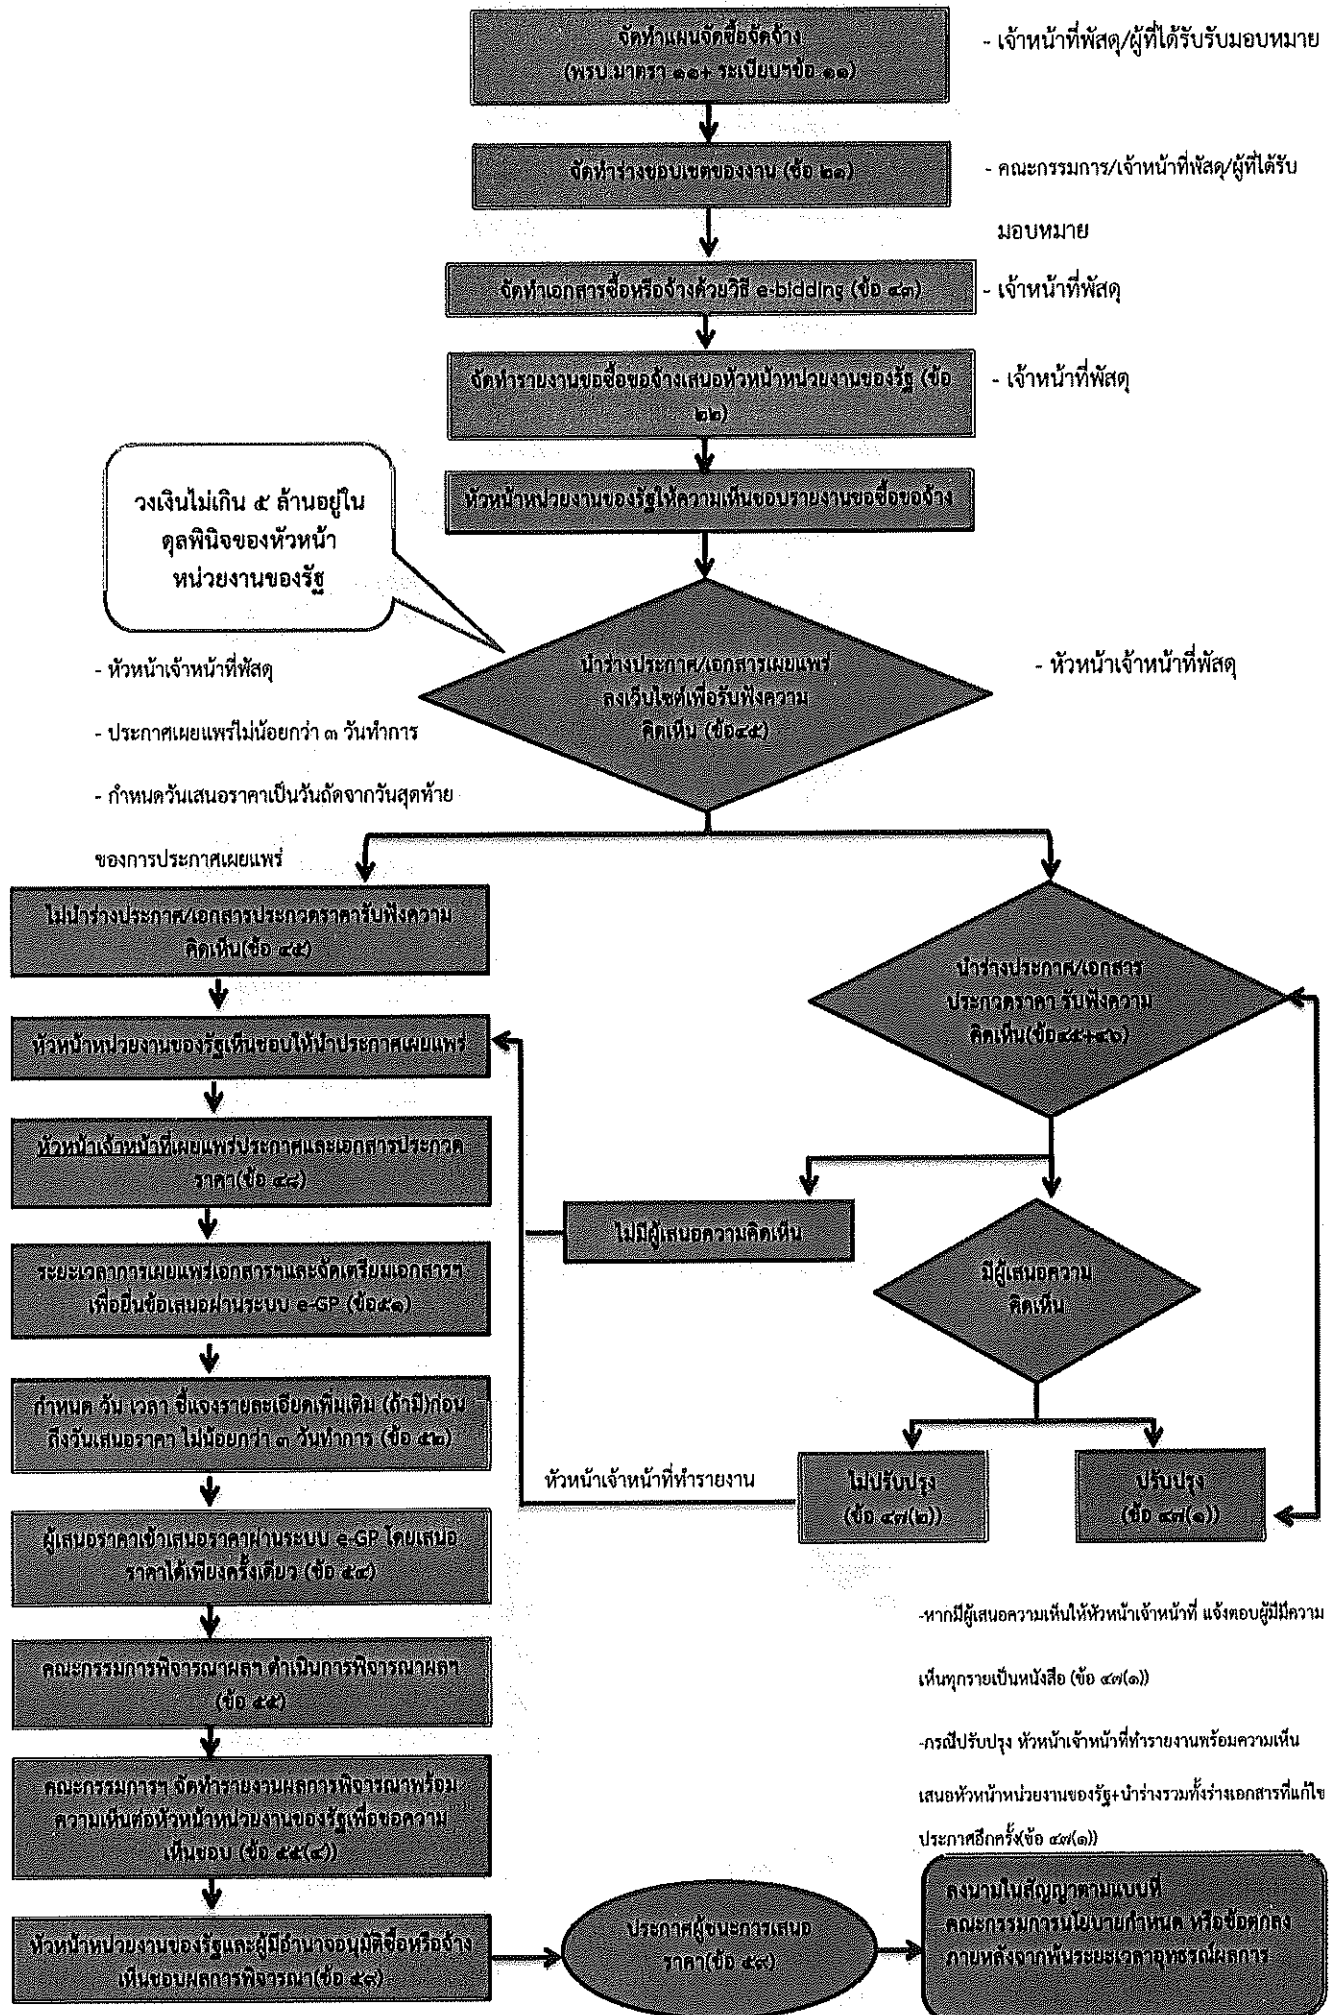 จัดทำแผนจัดซื้อจัดจ้าง
(พรบ.มาตรา ๑๑+ ระเบียบฯข้อ ๑๑)
- เจ้าหน้าที่พัสดุ/ผู้ที่ได้รับรับมอบหมาย
จัดทำร่างขอบเขตของงาน (ข้อ ๒๑)
- คณะกรรมการ/เจ้าหน้าที่พัสดุ/ผู้ที่ได้รับ
มอบหมาย
จัดทำเอกสารซื้อหรือจ้างด้วยวิธี e-bidding (ข้อ ๔๓)
- เจ้าหน้าที่พัสดุ
จัดทำรายงานขอซื้อขอจ้างเสนอหัวหน้าหน่วยงานของรัฐ (ข้อ
๒๒)
- เจ้าหน้าที่พัสดุ
หัวหน้าหน่วยงานของรัฐให้ความเห็นชอบรายงานขอซื้อขอจ้าง
วงเงินไม่เกิน ๕ ล้านอยู่ใน
ดุลพินิจของหัวหน้า
หน่วยงานของรัฐ
นำร่างประกาศ/เอกสารเผยแพร่
ลงเว็บไซต์เพื่อรับฟังความ
คิดเห็น (ข้อ๔๕)
- หัวหน้าเจ้าหน้าที่พัสดุ
- หัวหน้าเจ้าหน้าที่พัสดุ
- ประกาศเผยแพร่ไม่น้อยกว่า ๓ วันทำการ
- กำหนดวันเสนอราคาเป็นวันถัดจากวันสุดท้าย
ของการประกาศเผยแพร่
ไม่นำร่างประกาศ/เอกสารประกวดราคารับฟังความ
คิดเห็น(ข้อ ๔๕)
หัวหน้าหน่วยงานของรัฐเห็นชอบให้นำประกาศเผยแพร่
หัวหน้าเจ้าหน้าที่เผยแพร่ประกาศและเอกสารประกวด
ราคา(ข้อ ๔๘)
ระยะเวลาการเผยแพร่เอกสารฯและจัดเตรียมเอกสารฯ
เพื่อยื่นข้อเสนอผ่านระบบ e-GP (ข้อ๕๑)
กำหนด วัน เวลา ชี้แจงรายละเอียดเพิ่มเติม (ถ้ามี)ก่อน
ถึงวันเสนอราคา ไม่น้อยกว่า ๓ วันทำการ (ข้อ ๕๒)
ผู้เสนอราคาเข้าเสนอราคาผ่านระบบ e-GP โดยเสนอ
ราคาได้เพียงครั้งเดียว (ข้อ ๕๔)
คณะกรรมการพิจารณาผลฯ ดำเนินการพิจารณาผลฯ
(ข้อ ๕๕)
คณะกรรมการฯ จัดทำรายงานผลการพิจารณาพร้อม
ความเห็นต่อหัวหน้าหน่วยงานของรัฐเพื่อขอความ
เห็นชอบ (ข้อ ๕๕(๔))
หัวหน้าหน่วยงานของรัฐและผู้มีอำนาจอนุมัติซื้อหรือจ้าง
เห็นชอบผลการพิจารณา(ข้อ ๕๙)
นำร่างประกาศ/เอกสาร
ประกวดราคา รับฟังความ
คิดเห็น(ข้อ๔๕+๔๖)
ไม่มีผู้เสนอความคิดเห็น
มีผู้เสนอความ
คิดเห็น
หัวหน้าเจ้าหน้าที่ทำรายงาน
ไม่ปรับปรุง
(ข้อ ๔๗(๒))
ปรับปรุง
(ข้อ ๔๗(๑))
-หากมีผู้เสนอความเห็นให้หัวหน้าเจ้าหน้าที่ แจ้งตอบผู้มีมีความ
เห็นทุกรายเป็นหนังสือ (ข้อ ๔๗(๑))
-กรณีปรับปรุง หัวหน้าเจ้าหน้าที่ทำรายงานพร้อมความเห็น
เสนอหัวหน้าหน่วยงานของรัฐ+นำร่างรวมทั้งร่างเอกสารที่แก้ไข
ประกาศอีกครั้ง(ข้อ ๔๗(๑))
ประกาศผู้ชนะการเสนอ
ราคา(ข้อ ๕๙)
ลงนามในสัญญาตามแบบที่
คณะกรรมการนโยบายกำหนด หรือข้อตกลง
ภายหลังจากพ้นระยะเวลาอุทธรณ์ผลการ